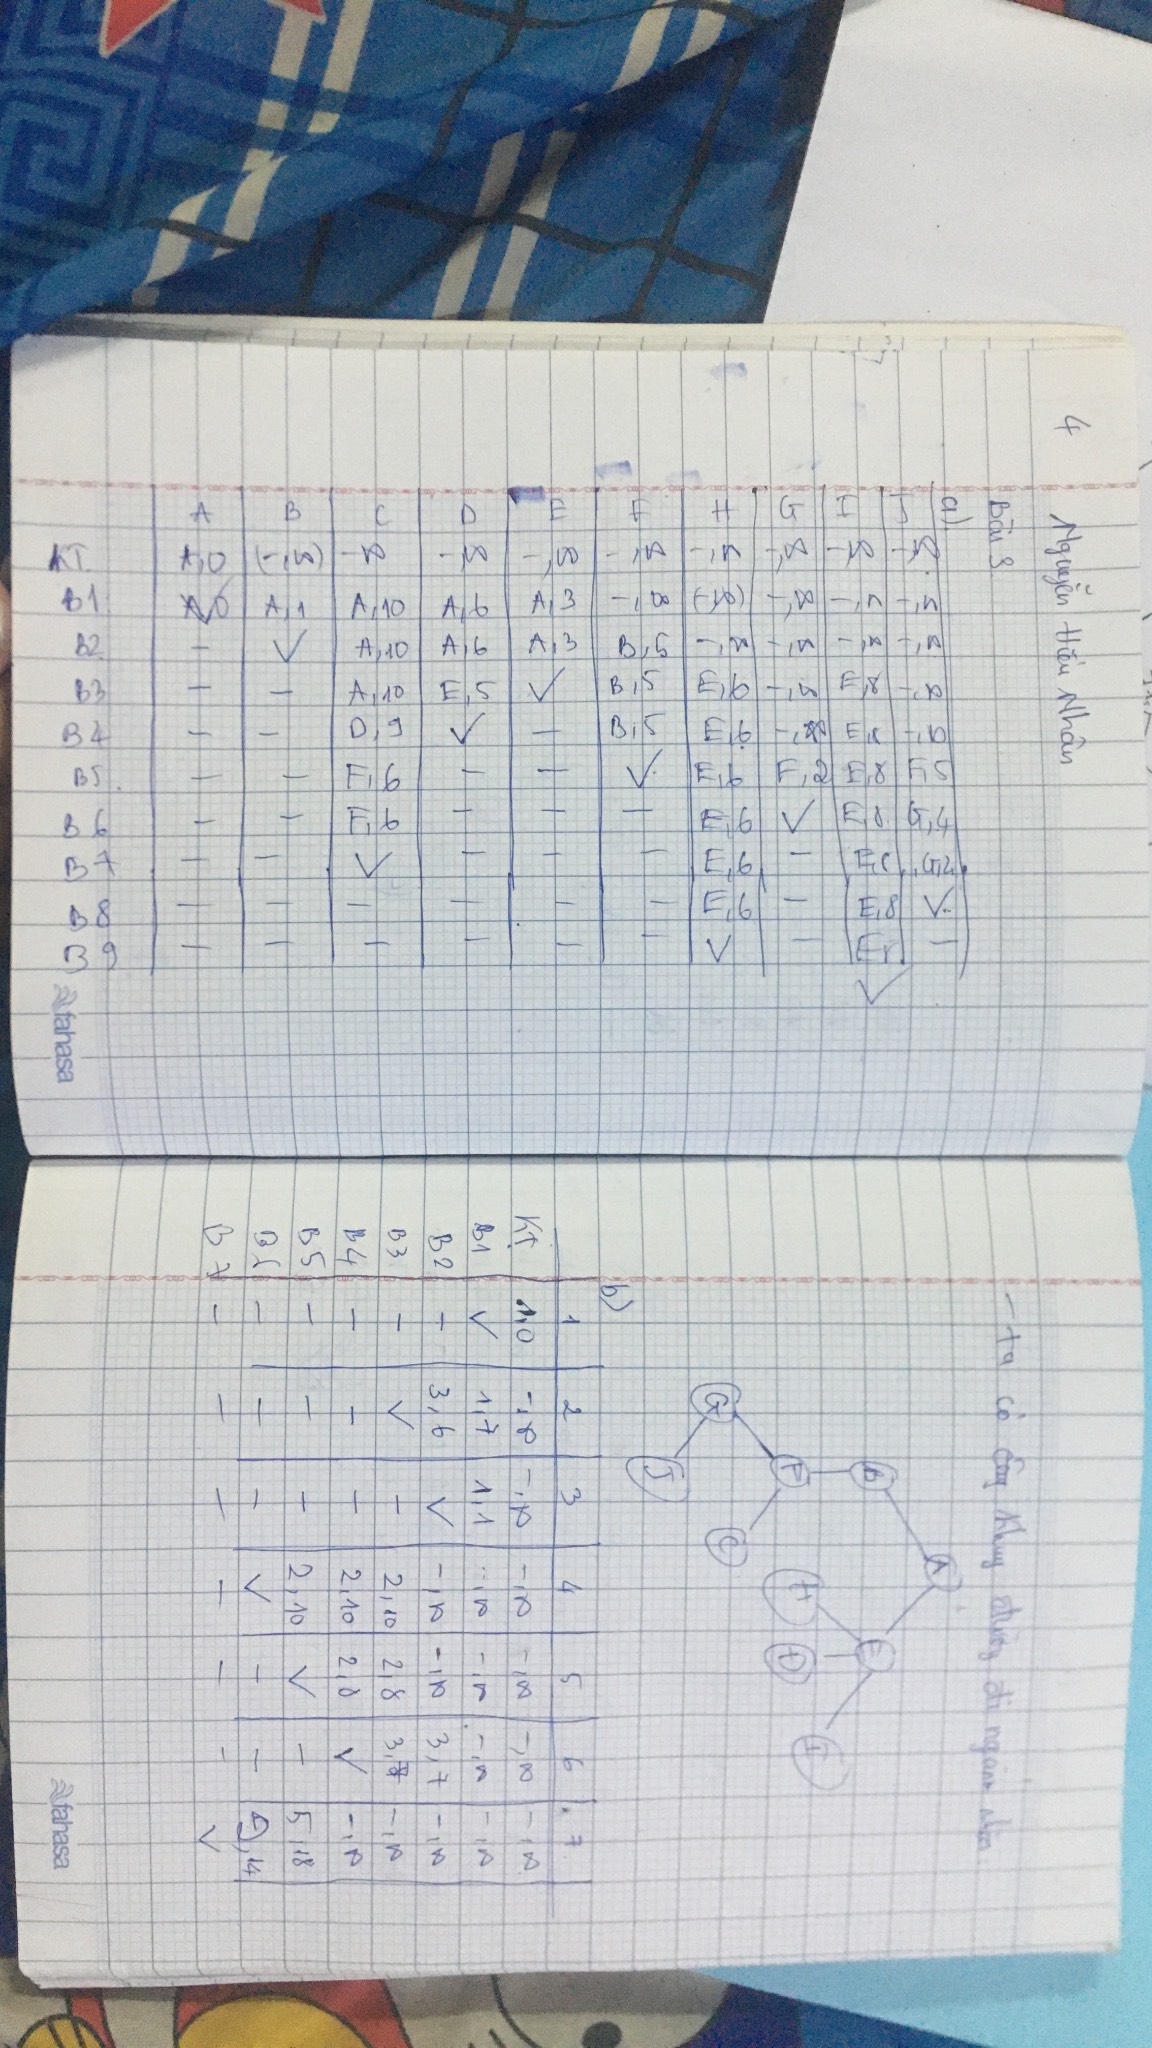 4
Nguyễn Hiếu Nhân
Bài 3
a)
A B C D E F H G I J
KT A,0 (-,∞) -∞ -∞ -,∞ -,∞ -,∞ -,∞ -∞ -∞
B1 A,0 A,1 A,10 A,6 A,3 -,∞ (-,∞) -,∞ -,∞ -,∞
B2 - ✓ A,10 A,6 A,3 B,5 -,∞ -,∞ -,∞ -,∞
B3 - - A,10 E,5 ✓ B,5 E,6 -,∞ E,8 -,∞
B4 - - D,9 ✓ - B,5 E,6 -,∞ E,8 -,∞
B5 - - F,6 - - ✓ E,6 F,2 E,8 F,5
B6 - - F,6 - - - E,6 ✓ E,8 G,4
B7 - - ✓ - - - E,6 - E,8 G,2
B8 - - - - - - E,6 - E,8 ✓
B9 - - - - - - ✓ - -
✓
fahasa
- ta có cây khung đường đi ngắn nhất
A
B
E
F
H
D
I
G
C
J
b)
1 2 3 4 5 6 7
KT 1,0 -,∞ -,∞ -,∞ -,∞ -,∞ -,∞
B1 ✓ 1,7 1,1 -,∞ -,∞ -,∞ -,∞
B2 - 3,6 ✓ -,∞ -,∞ 3,7 -,∞
B3 - ✓ - 2,10 2,8 3,7 -,∞
B4 - - - 2,10 2,8 ✓ -,∞
B5 - - - 2,10 ✓ - 5,18
B6 - - - ✓ - - ,14
B7 - - - - - - ✓
fahasa